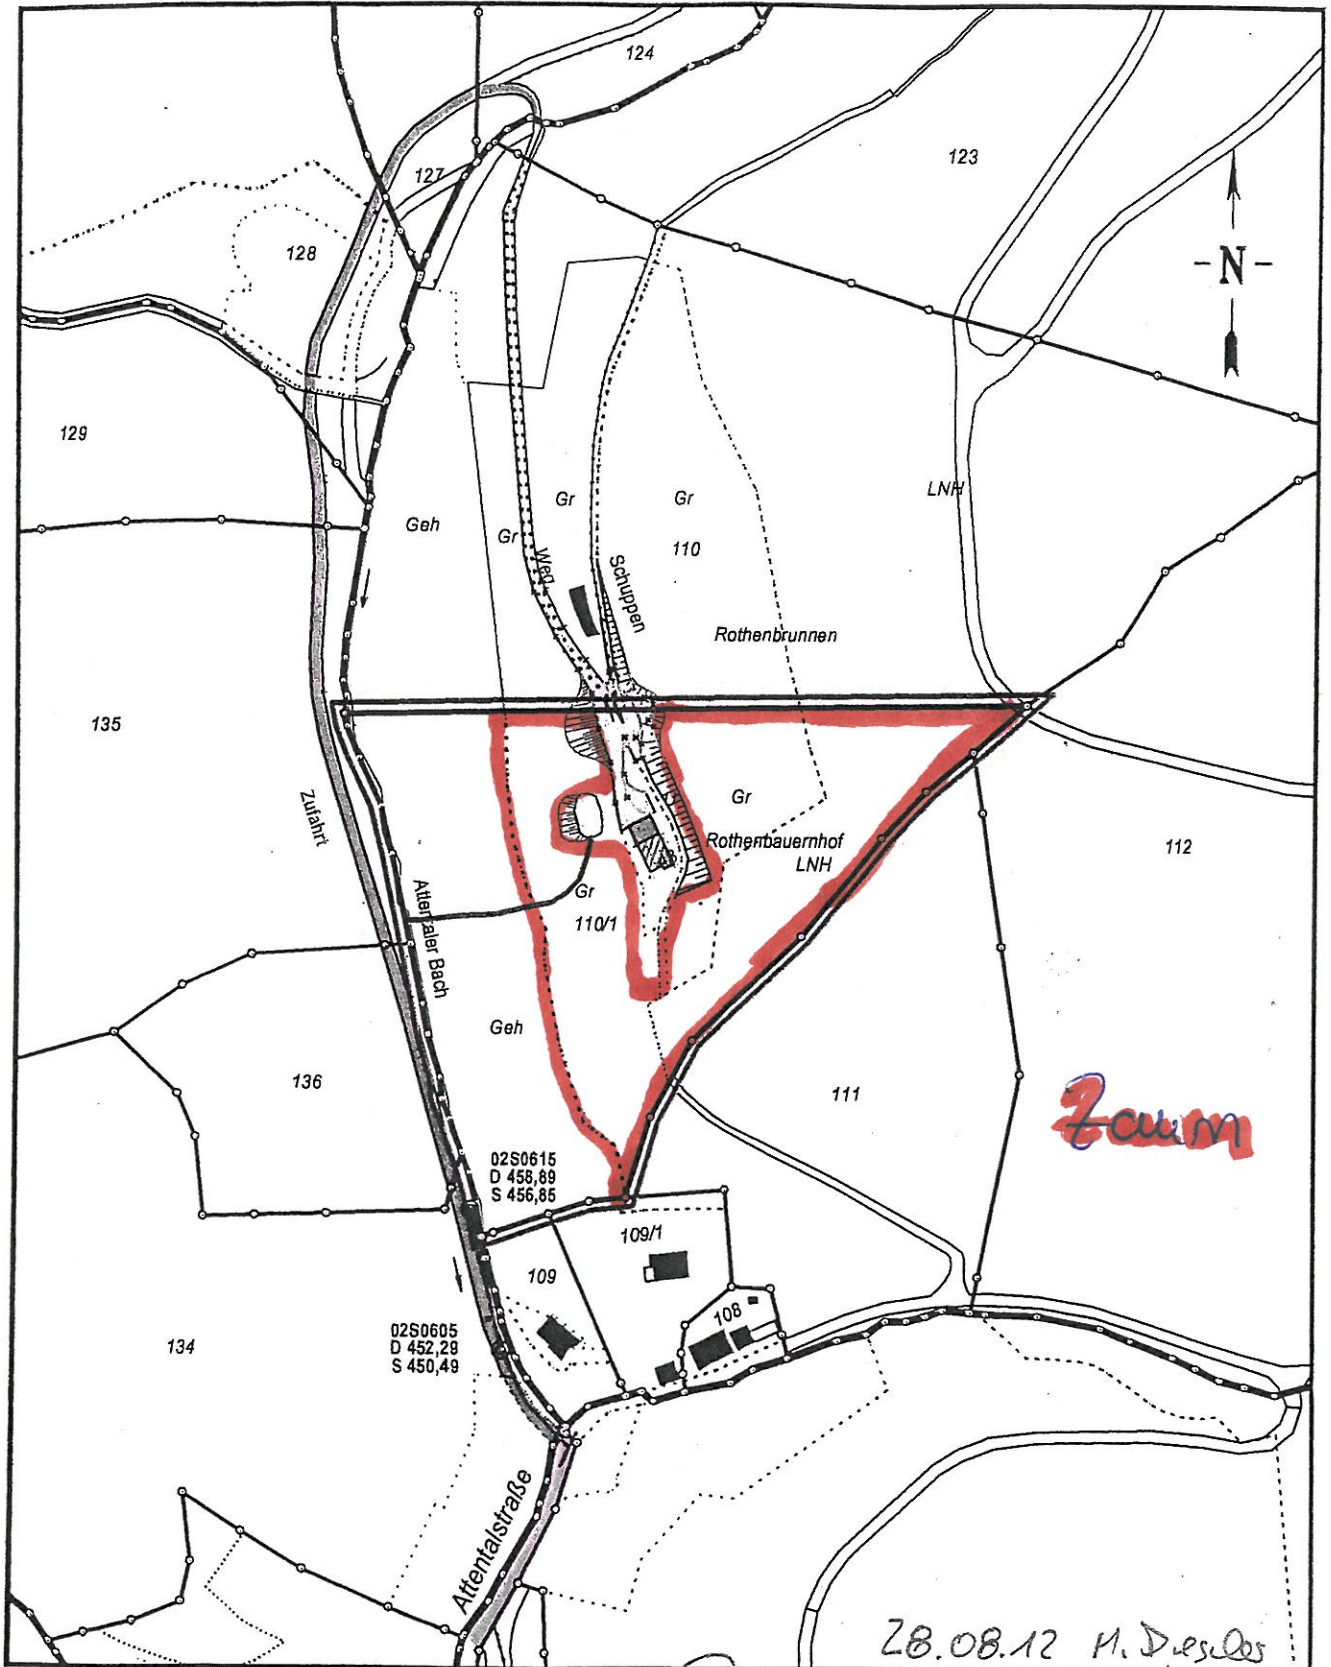 124
123
127
128
-N-
129
LNH
Gr
Gr
Geh
Gr
110
Weg
Schuppen
Rothenbrunnen
135
Zufahrt
Gr
Rothenbauernhof
LNH
112
Attentaler Bach
Gr
110/1
Geh
136
111
Zaun
02S0615
D 458,89
S 456,85
109/1
109
108
02S0605
D 452,29
S 450,49
134
Attentalstraße
28.08.12 M.